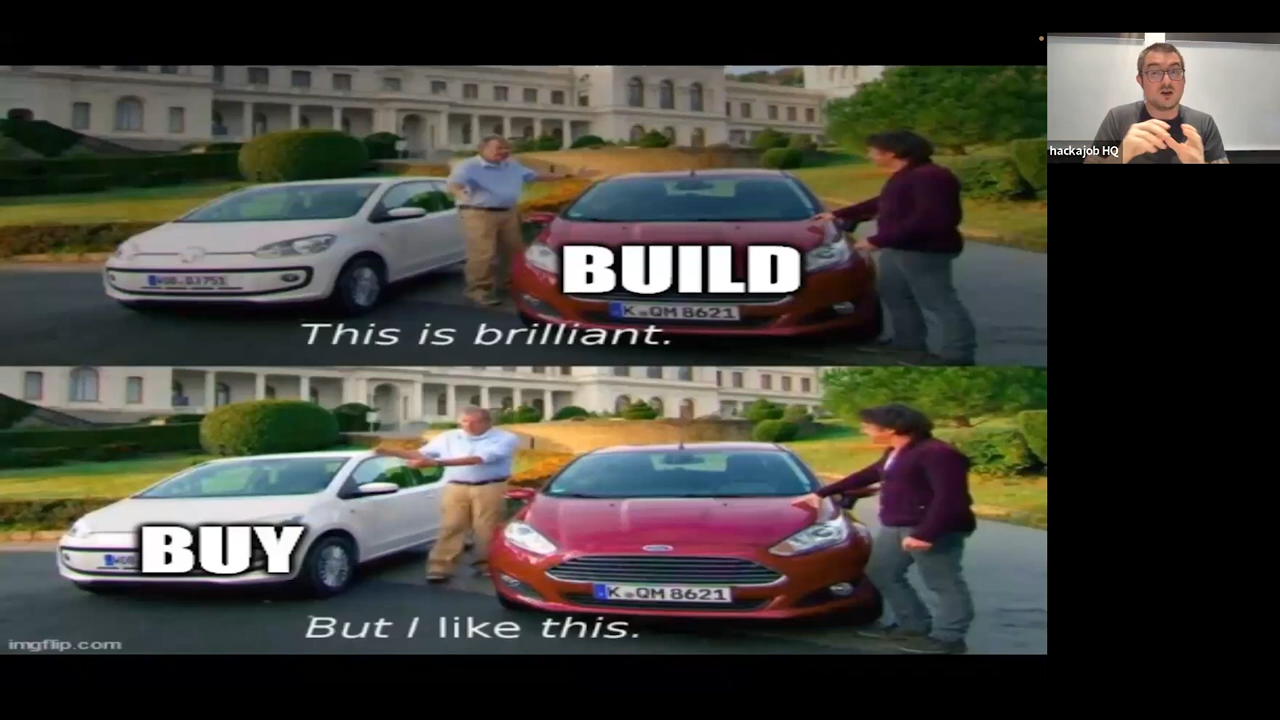 hackajob HQ
BUILD
K QM 8621
This is brilliant.
BUY
K QM 8621
But I like this.
imgflip.com